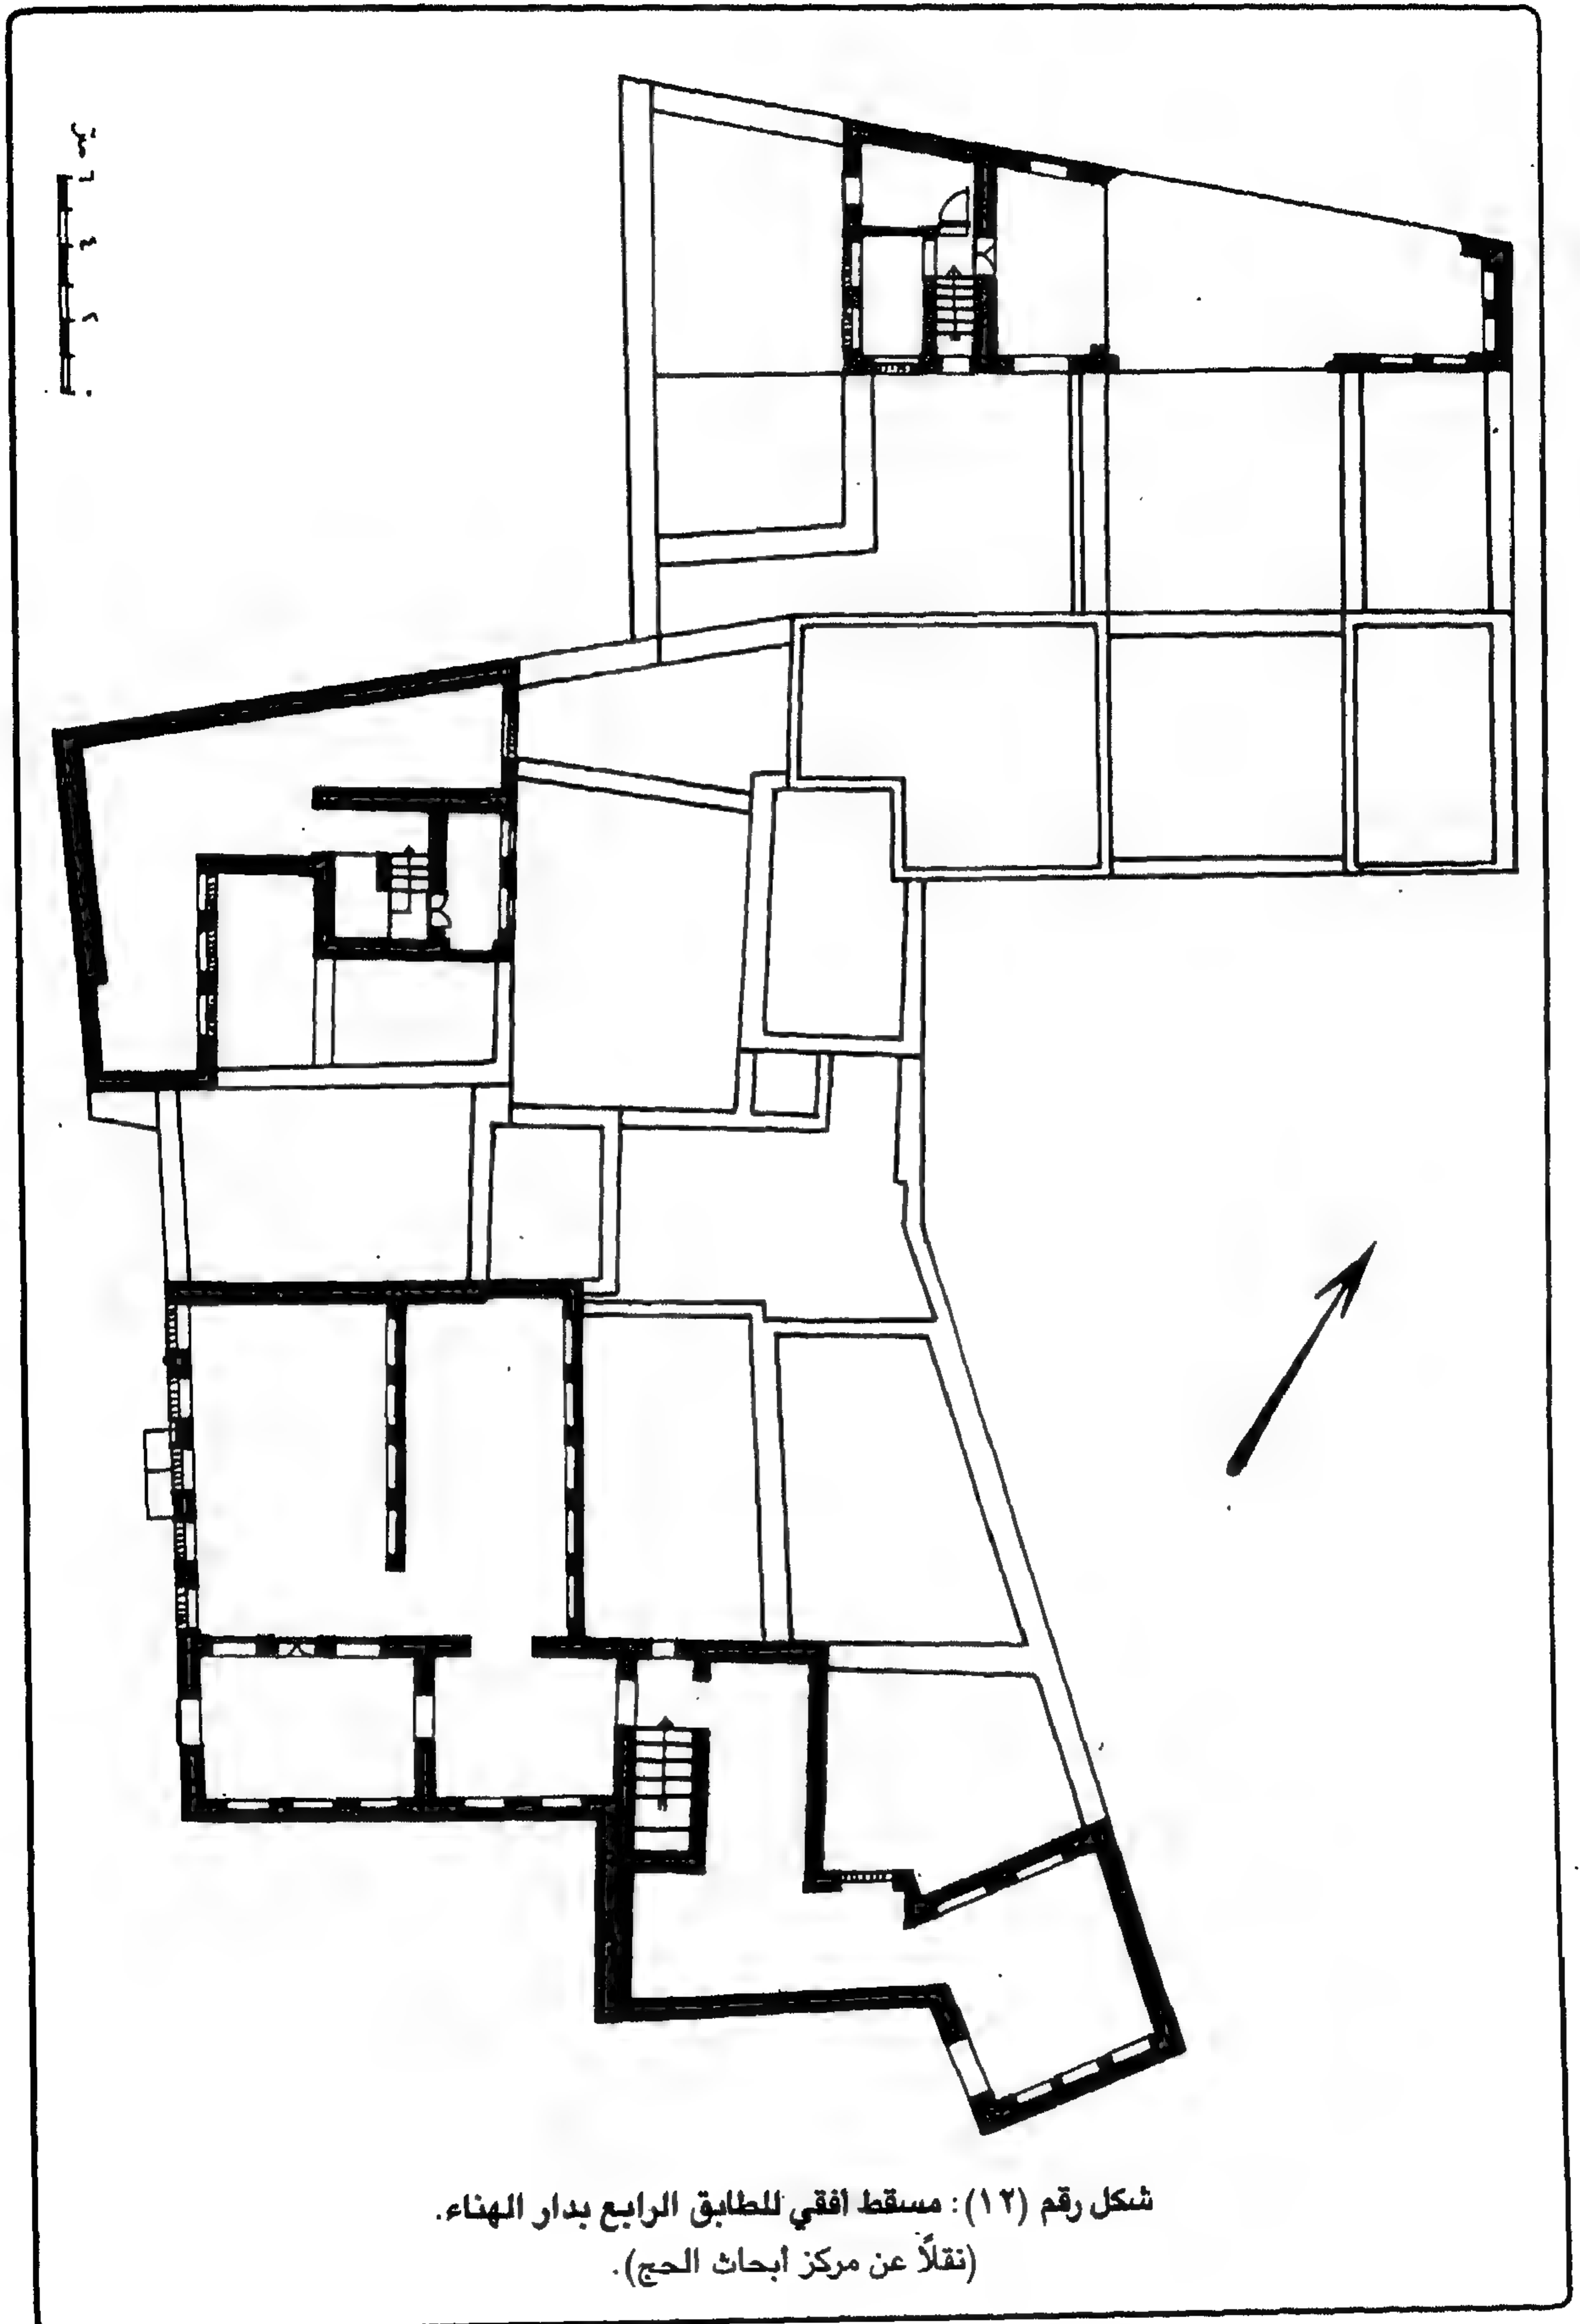 شكل رقم (١٢): مسقط أفقي للطابق الرابع بدار الهناء.
(نقلاً عن مركز أبحاث الحج).